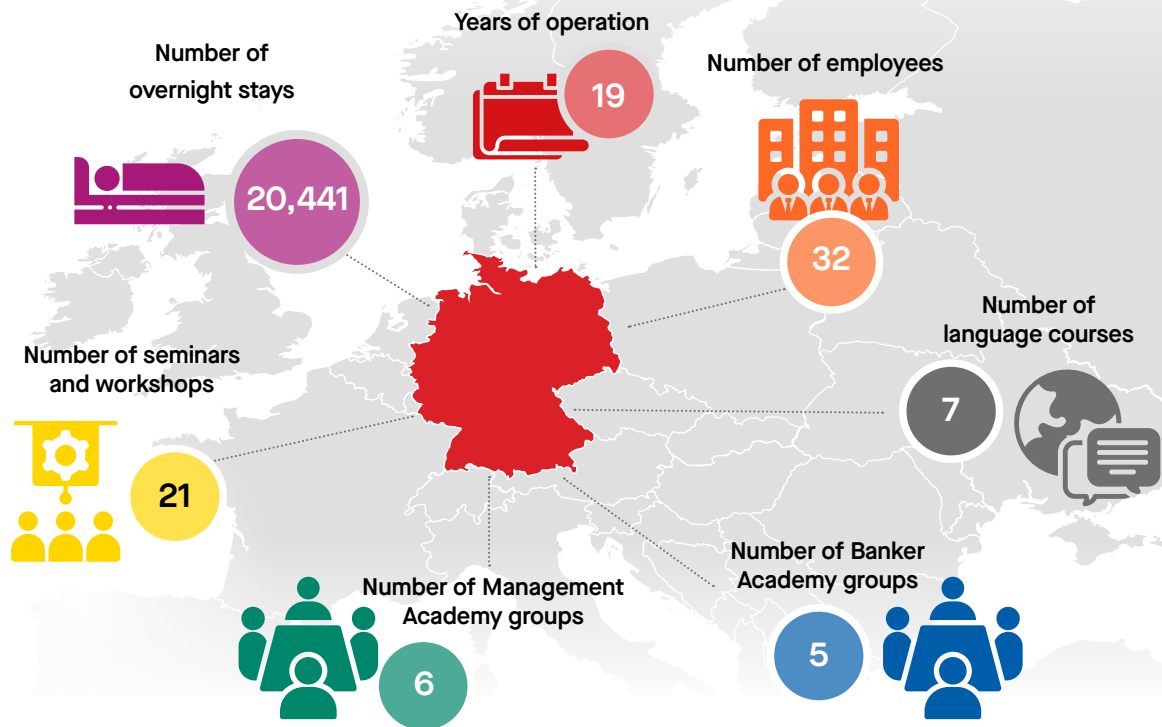 Years of operation
19
Number of
overnight stays
20,441
Number of employees
32
Number of
language courses
7
Number of seminars
and workshops
21
Number of Management
Academy groups
6
Number of Banker
Academy groups
5